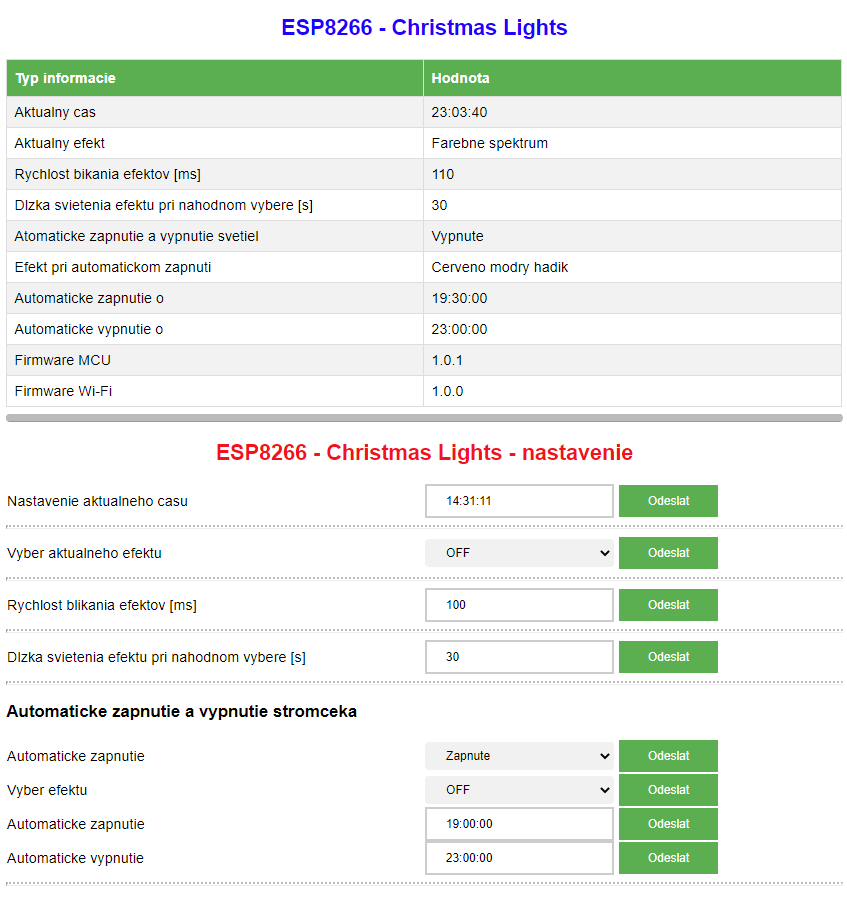 ESP8266 - Christmas Lights
Typ informacie Hodnota
Aktualny cas 23:03:40
Aktualny efekt Farebne spektrum
Rychlost bikania efektov [ms] 110
Dlzka svietenia efektu pri nahodnom vybere [s] 30
Atomaticke zapnutie a vypnutie svetiel Vypnute
Efekt pri automatickom zapnuti Cerveno modry hadik
Automaticke zapnutie o 19:30:00
Automaticke vypnutie o 23:00:00
Firmware MCU 1.0.1
Firmware Wi-Fi 1.0.0
ESP8266 - Christmas Lights - nastavenie
Nastavenie aktualneho casu 14:31:11 Odeslat
Vyber aktualneho efektu OFF Odeslat
Rychlost blikania efektov [ms] 100 Odeslat
Dlzka svietenia efektu pri nahodnom vybere [s] 30 Odeslat
Automaticke zapnutie a vypnutie stromceka
Automaticke zapnutie Zapnute Odeslat
Vyber efektu OFF Odeslat
Automaticke zapnutie 19:00:00 Odeslat
Automaticke vypnutie 23:00:00 Odeslat